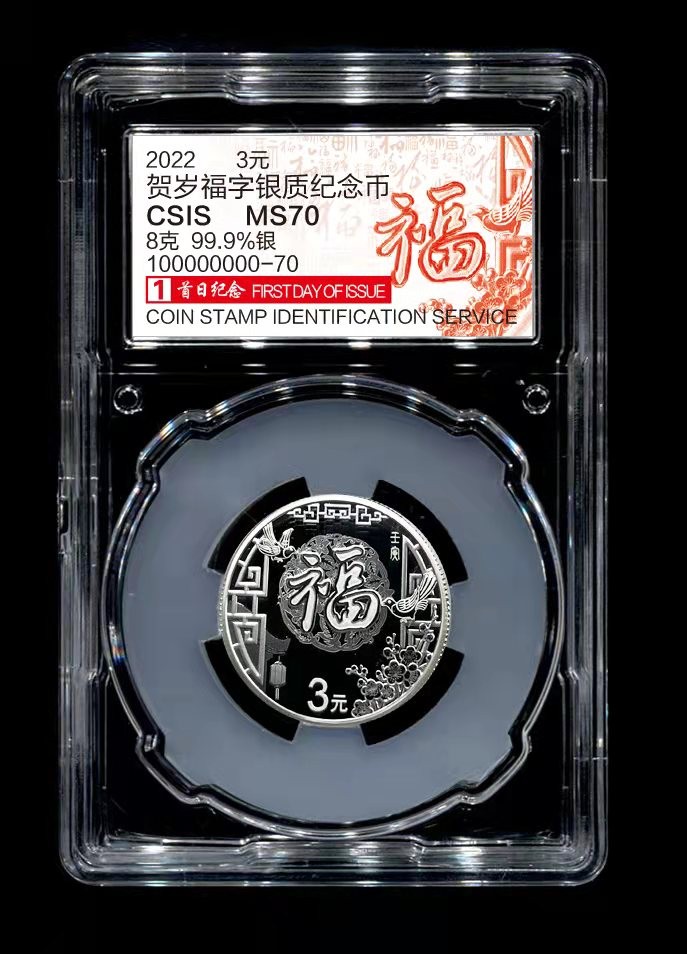 2022 3元
贺岁福字银质纪念币
CSIS MS70
8克 99.9%银
100000000-70
1 首日纪念 FIRST DAY OF ISSUE
COIN STAMP IDENTIFICATION SERVICE
福
壬寅
福
3元